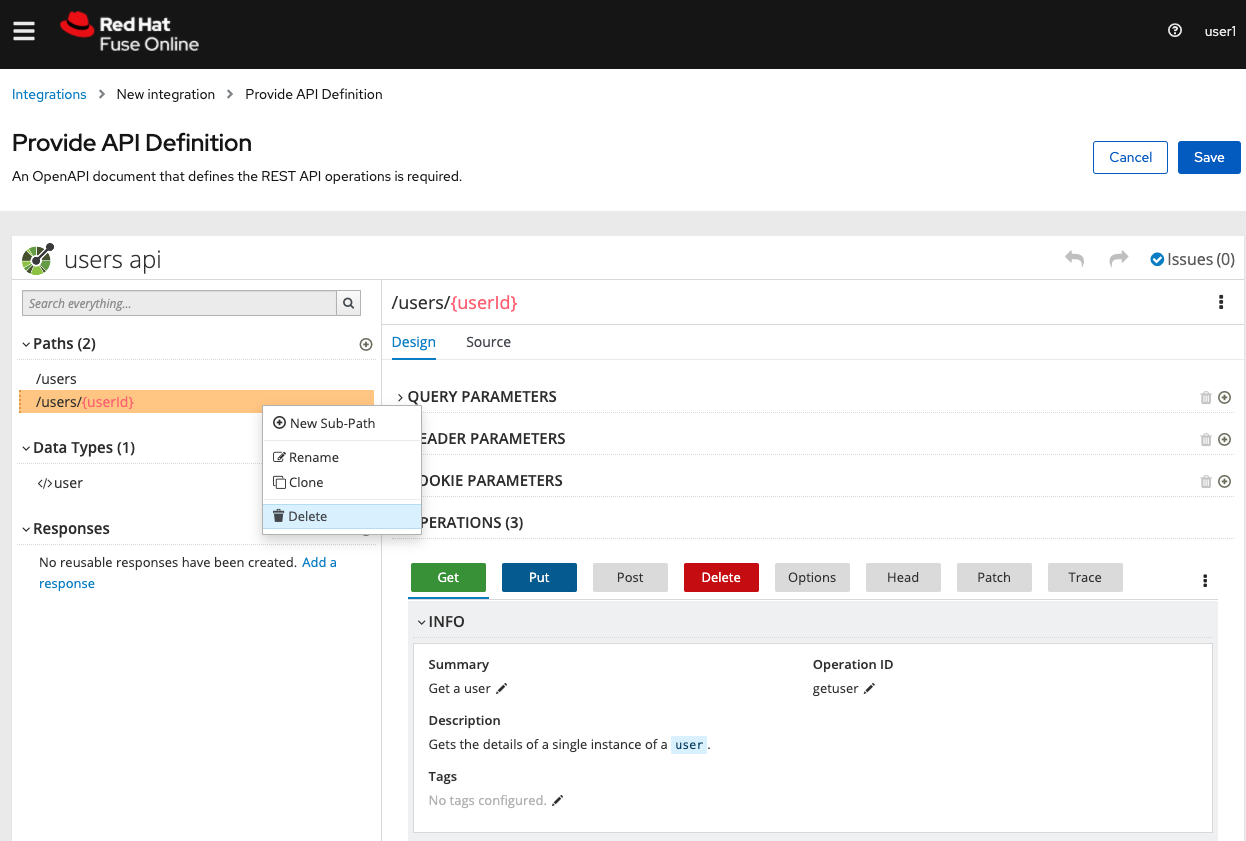 Red Hat
Fuse Online
user1
Integrations > New integration > Provide API Definition
Provide API Definition
An OpenAPI document that defines the REST API operations is required.
Cancel
Save
users api
Issues (0)
Search everything...
Paths (2)
/users
/users/{userId}
New Sub-Path
Rename
Clone
Delete
Data Types (1)
</> user
Responses
No reusable responses have been created. Add a
response
/users/{userId}
Design
Source
QUERY PARAMETERS
EADER PARAMETERS
OOKIE PARAMETERS
PERATIONS (3)
Get
Put
Post
Delete
Options
Head
Patch
Trace
INFO
Summary
Get a user
Operation ID
getuser
Description
Gets the details of a single instance of a user.
Tags
No tags configured.